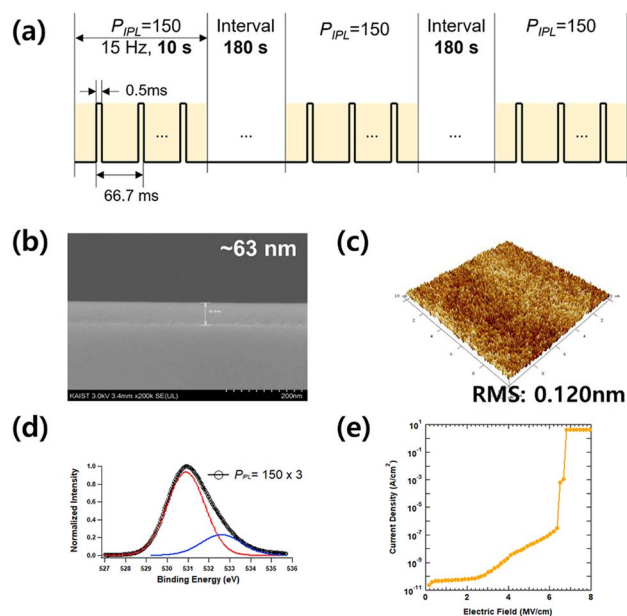 (a)
P_IPL=150
Interval
P_IPL=150
Interval
P_IPL=150
15 Hz, 10 s
180 s
180 s
0.5ms
... ... ... ... ...
66.7 ms
(b)
~63 nm
KAIST 3.0kV 3.4mm x200k SE(UL)
200nm
(c)
RMS: 0.120nm
(d)
P_IPL= 150 x 3
Normalized Intensity
1.0
0.8
0.6
0.4
0.2
0.0
527 528 529 530 531 532 533 534 535 536
Binding Energy (eV)
(e)
Current Density (A/cm²)
10¹
10⁻¹
10⁻³
10⁻⁵
10⁻⁷
10⁻⁹
10⁻¹¹
0 2 4 6 8
Electric Field (MV/cm)